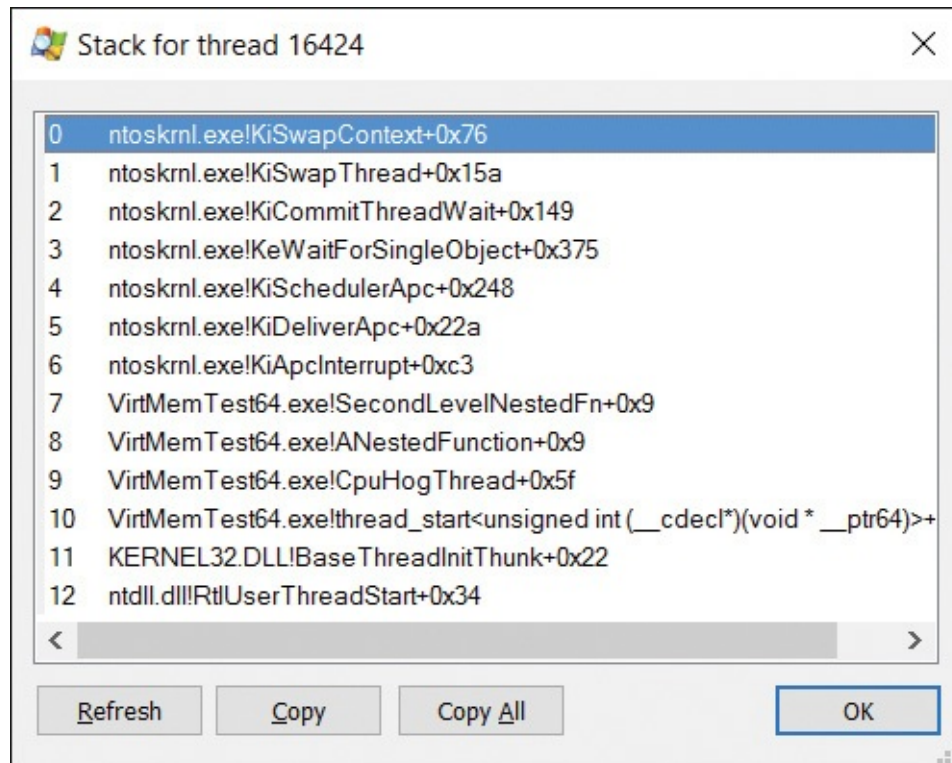 Stack for thread 16424
0 ntoskrnl.exe!KiSwapContext+0x76
1 ntoskrnl.exe!KiSwapThread+0x15a
2 ntoskrnl.exe!KiCommitThreadWait+0x149
3 ntoskrnl.exe!KeWaitForSingleObject+0x375
4 ntoskrnl.exe!KiSchedulerApc+0x248
5 ntoskrnl.exe!KiDeliverApc+0x22a
6 ntoskrnl.exe!KiApcInterrupt+0xc3
7 VirtMemTest64.exe!SecondLevelNestedFn+0x9
8 VirtMemTest64.exe!ANestedFunction+0x9
9 VirtMemTest64.exe!CpuHogThread+0x5f
10 VirtMemTest64.exe!thread_start<unsigned int (__cdecl*)(void * __ptr64)>+
11 KERNEL32.DLL!BaseThreadInitThunk+0x22
12 ntdll.dll!RtlUserThreadStart+0x34
Refresh Copy Copy All OK